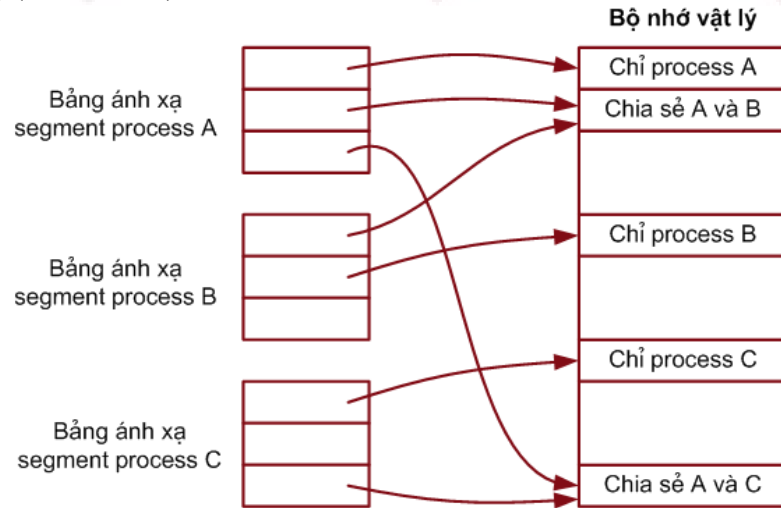 Bộ nhớ vật lý
Chỉ process A
Chia sẻ A và B
Bảng ánh xạ
segment process A
Chỉ process B
Bảng ánh xạ
segment process B
Chỉ process C
Bảng ánh xạ
segment process C
Chia sẻ A và C